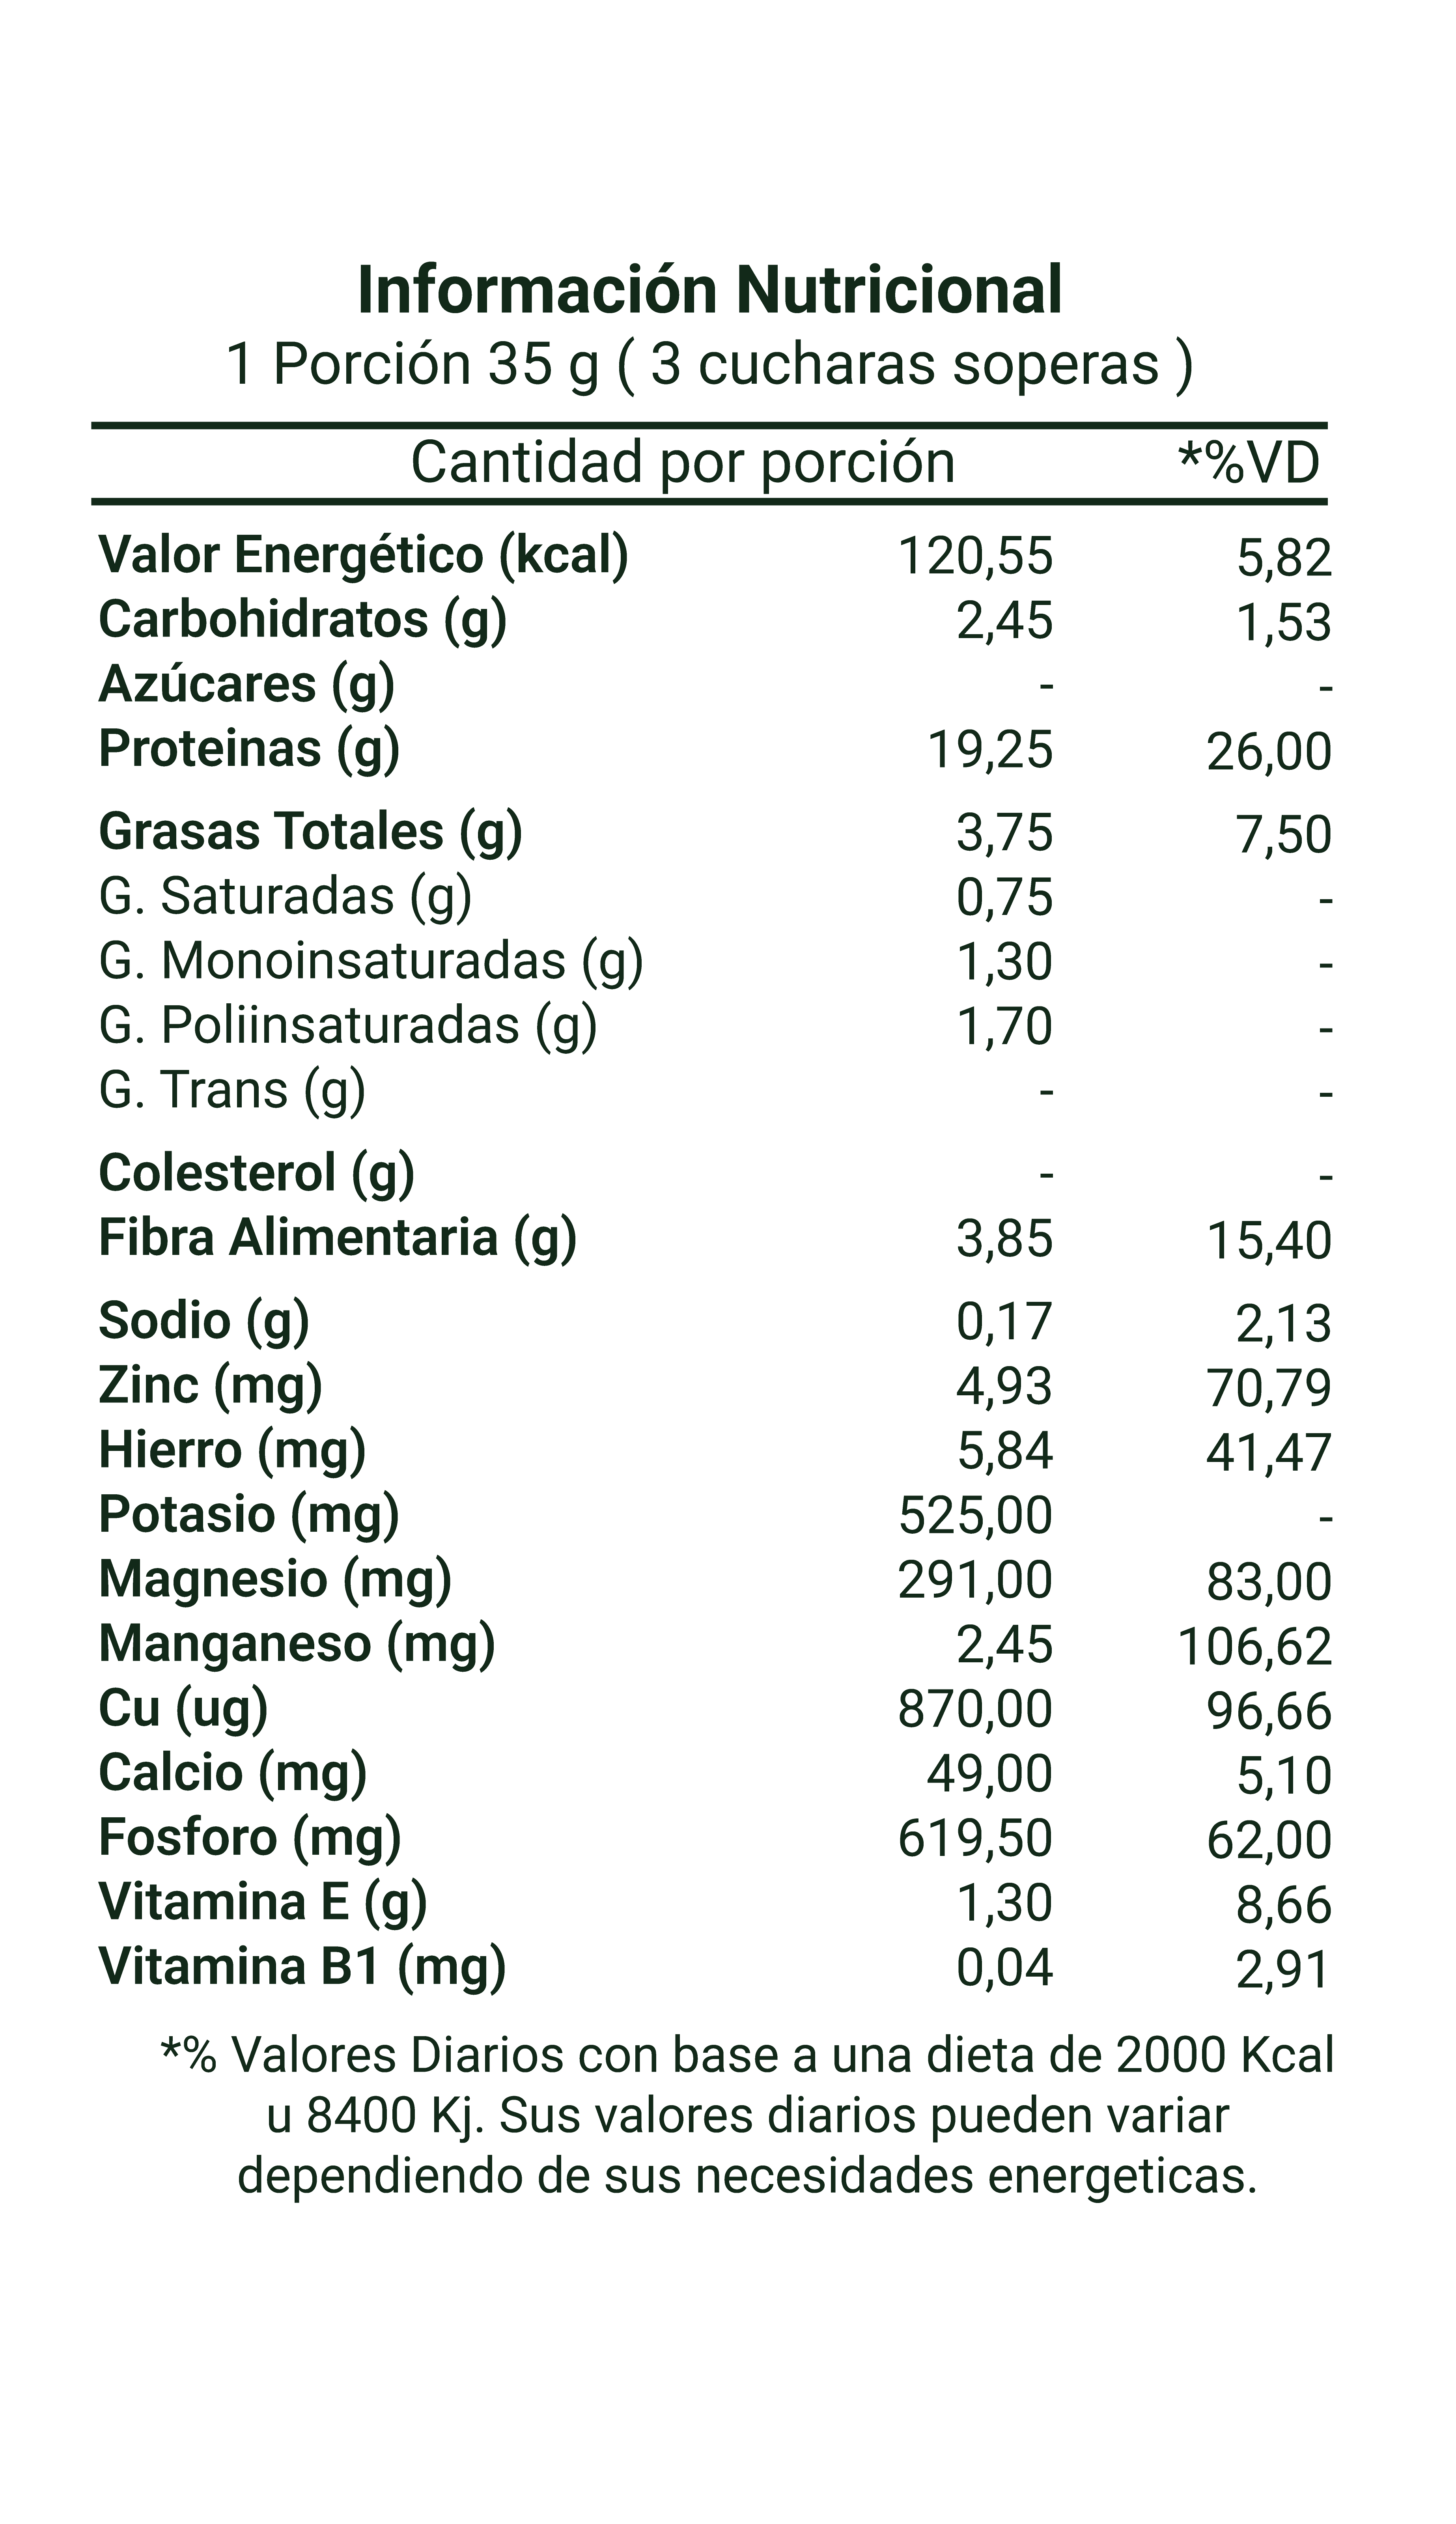 Información Nutricional
1 Porción 35 g ( 3 cucharas soperas )
Cantidad por porción *%VD
Valor Energético (kcal) 120,55 5,82
Carbohidratos (g) 2,45 1,53
Azúcares (g) - -
Proteinas (g) 19,25 26,00
Grasas Totales (g) 3,75 7,50
G. Saturadas (g) 0,75 -
G. Monoinsaturadas (g) 1,30 -
G. Poliinsaturadas (g) 1,70 -
G. Trans (g) - -
Colesterol (g) - -
Fibra Alimentaria (g) 3,85 15,40
Sodio (g) 0,17 2,13
Zinc (mg) 4,93 70,79
Hierro (mg) 5,84 41,47
Potasio (mg) 525,00 -
Magnesio (mg) 291,00 83,00
Manganeso (mg) 2,45 106,62
Cu (ug) 870,00 96,66
Calcio (mg) 49,00 5,10
Fosforo (mg) 619,50 62,00
Vitamina E (g) 1,30 8,66
Vitamina B1 (mg) 0,04 2,91
*% Valores Diarios con base a una dieta de 2000 Kcal
u 8400 Kj. Sus valores diarios pueden variar
dependiendo de sus necesidades energeticas.